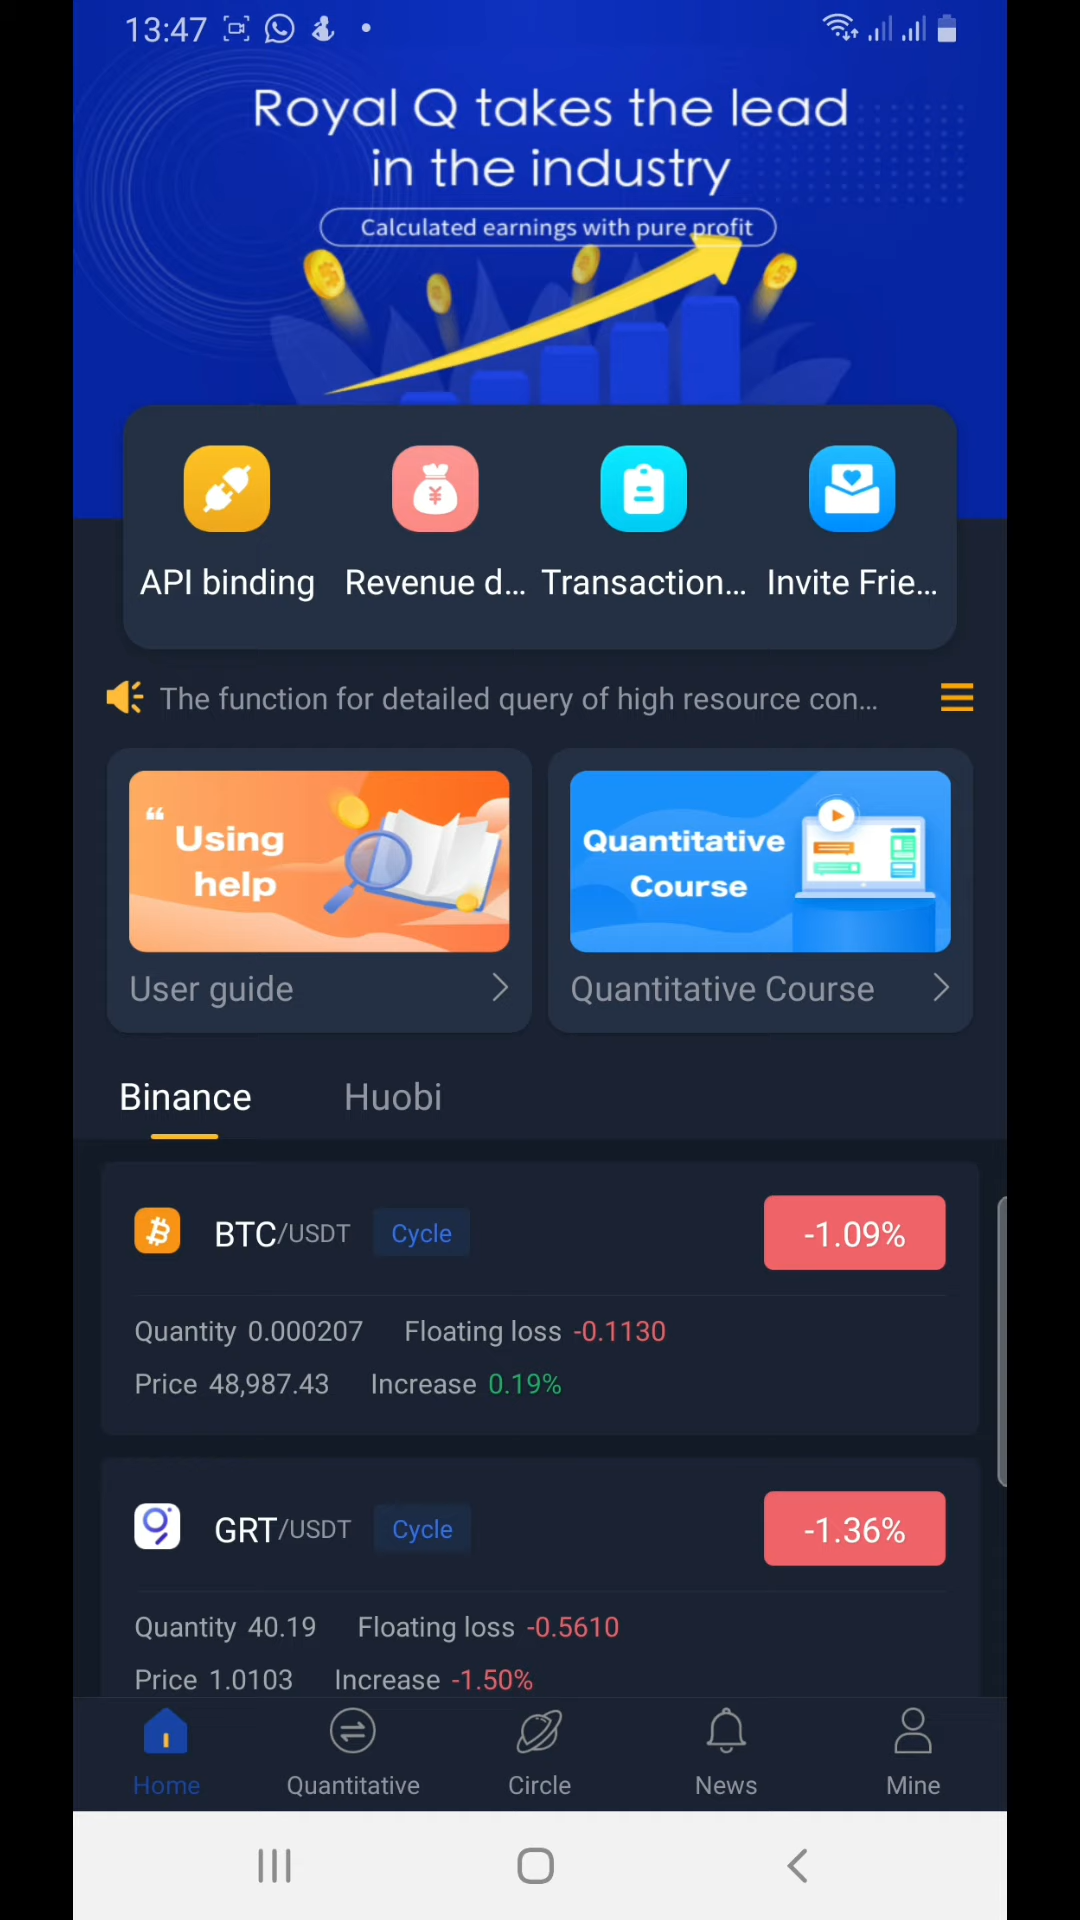 13:47
Royal Q takes the lead
in the industry
Calculated earnings with pure profit
API binding
Revenue d...
Transaction...
Invite Frie...
The function for detailed query of high resource con...
“ Using
help
Quantitative
Course
User guide
Quantitative Course
Binance
Huobi
BTC/USDT Cycle -1.09%
Quantity 0.000207 Floating loss -0.1130
Price 48,987.43 Increase 0.19%
GRT/USDT Cycle -1.36%
Quantity 40.19 Floating loss -0.5610
Price 1.0103 Increase -1.50%
Home
Quantitative
Circle
News
Mine